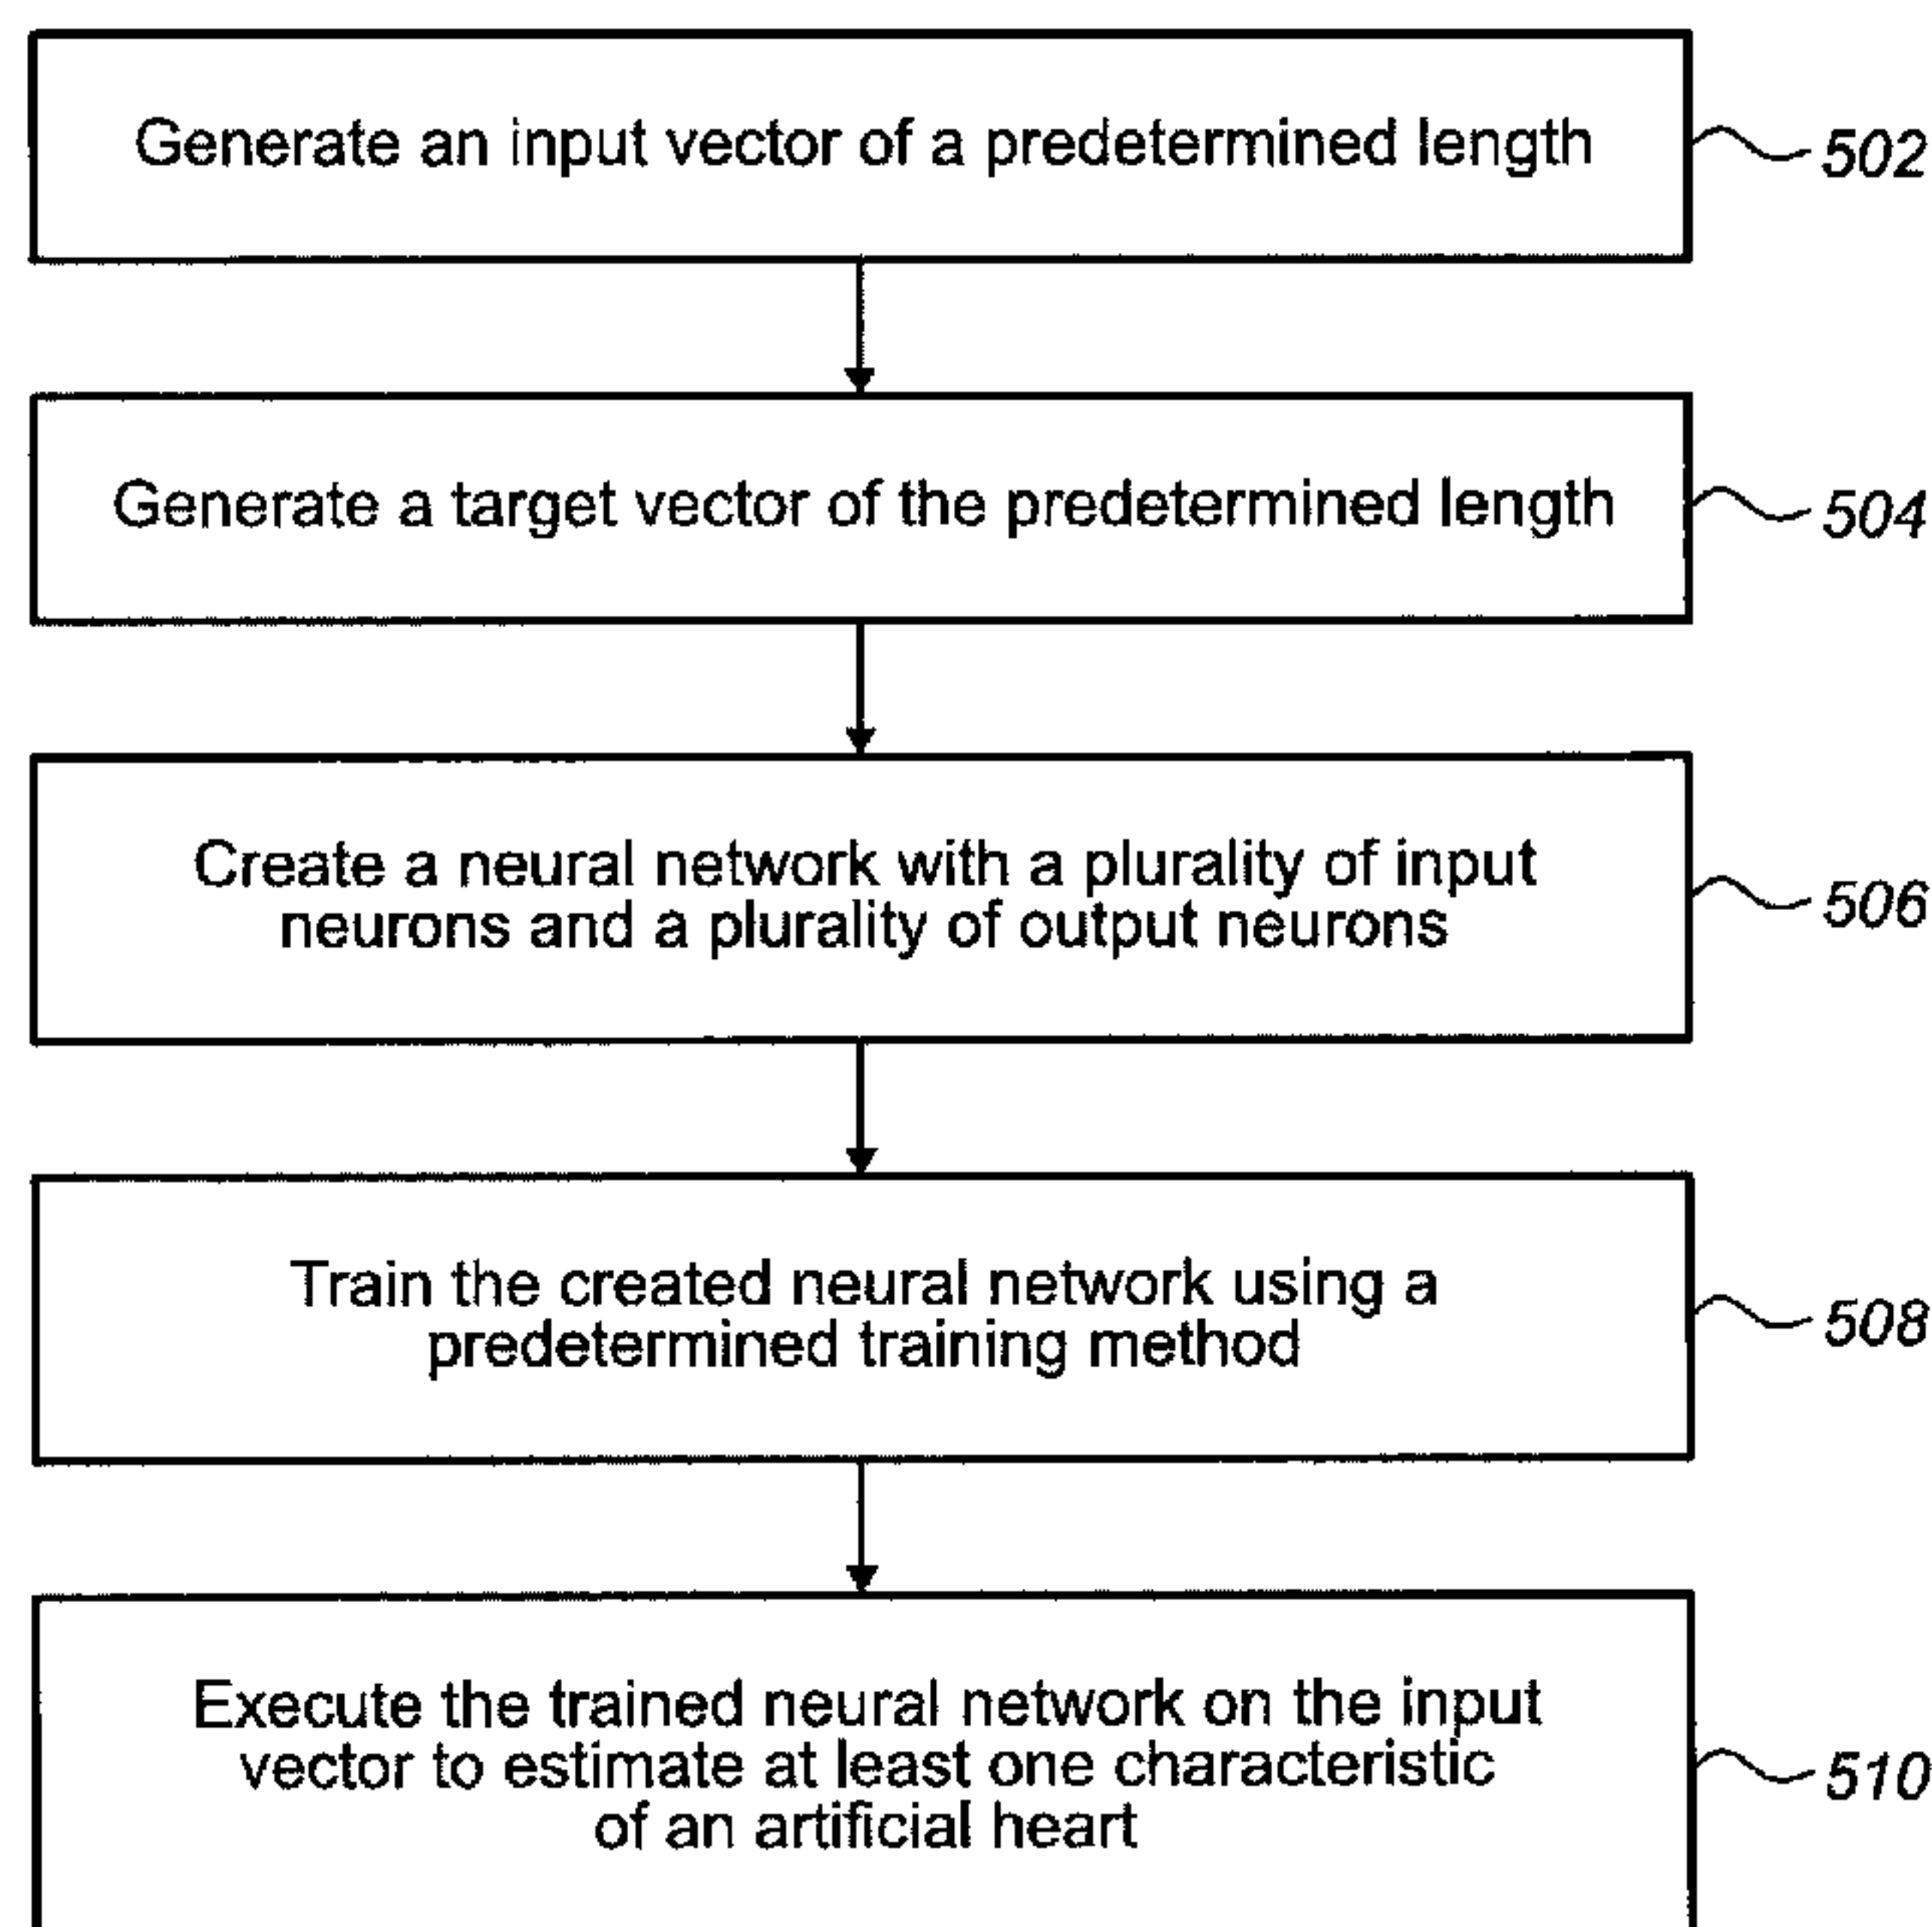 Generate an input vector of a predetermined length
502
Generate a target vector of the predetermined length
504
Create a neural network with a plurality of input
neurons and a plurality of output neurons
506
Train the created neural network using a
predetermined training method
508
Execute the trained neural network on the input
vector to estimate at least one characteristic
of an artificial heart
510